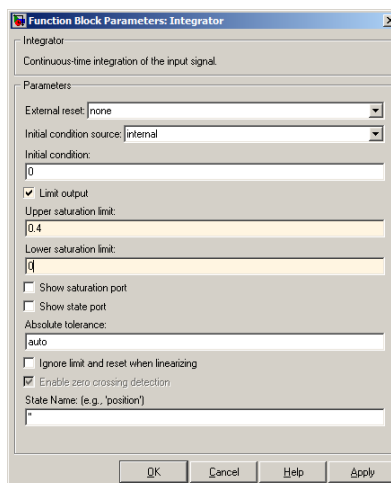 Function Block Parameters: Integrator
Integrator
Continuous-time integration of the input signal.
Parameters
External reset: none
Initial condition source: internal
Initial condition:
0
Limit output
Upper saturation limit:
0.4
Lower saturation limit:
0
Show saturation port
Show state port
Absolute tolerance:
auto
Ignore limit and reset when linearizing
Enable zero crossing detection
State Name: (e.g., 'position')
''
OK Cancel Help Apply